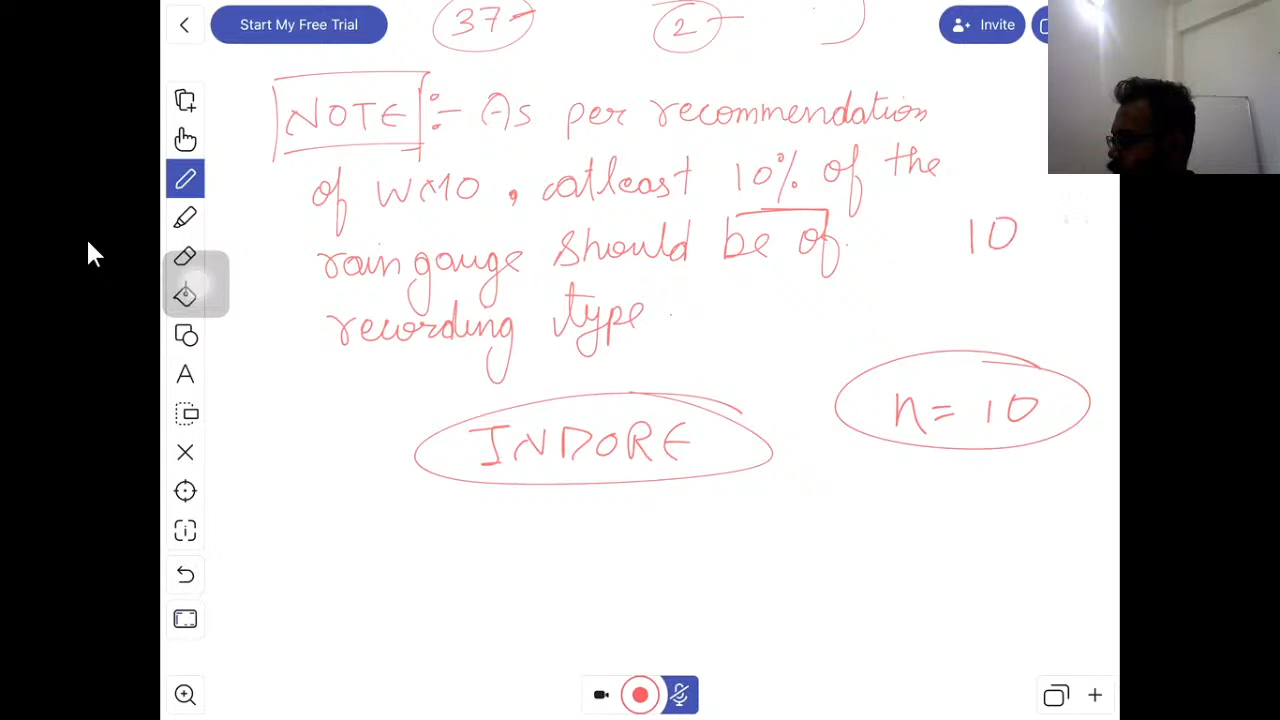 Start My Free Trial
37
2
Invite
NOTE :- As per recommendation
of WMO, atleast 10% of the
raingauge should be of
10
recording type
n = 10
INDORE
A